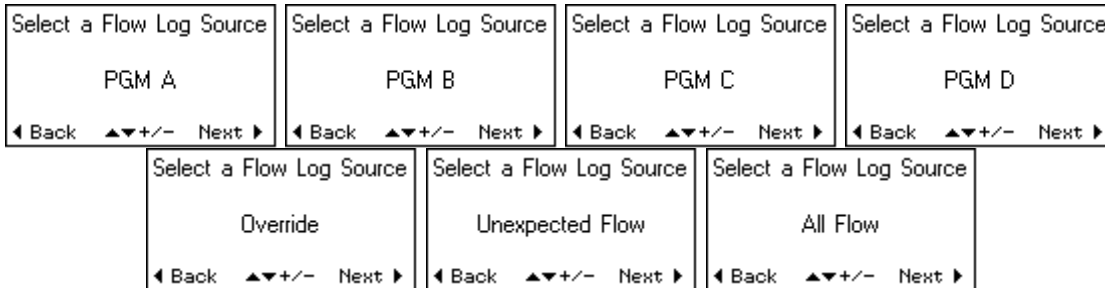 Select a Flow Log Source
PGM A
◀ Back ▲▼+/- Next ▶
Select a Flow Log Source
PGM B
◀ Back ▲▼+/- Next ▶
Select a Flow Log Source
PGM C
◀ Back ▲▼+/- Next ▶
Select a Flow Log Source
PGM D
◀ Back ▲▼+/- Next ▶
Select a Flow Log Source
Override
◀ Back ▲▼+/- Next ▶
Select a Flow Log Source
Unexpected Flow
◀ Back ▲▼+/- Next ▶
Select a Flow Log Source
All Flow
◀ Back ▲▼+/- Next ▶